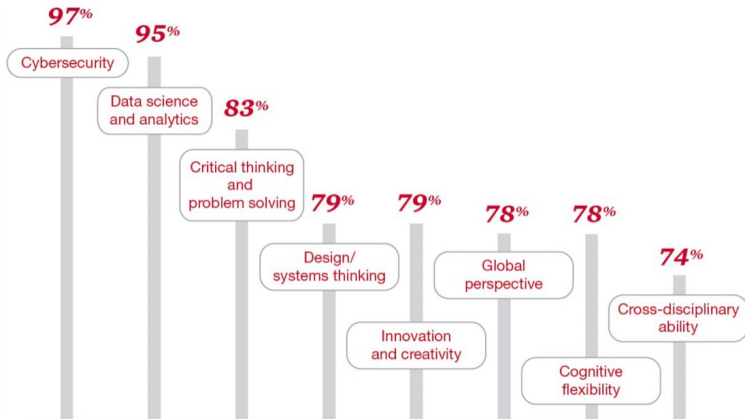 97%
Cybersecurity
95%
Data science
and analytics
83%
Critical thinking
and
problem solving
79%
Design/
systems thinking
79%
Innovation
and creativity
78%
Global
perspective
78%
Cognitive
flexibility
74%
Cross-disciplinary
ability